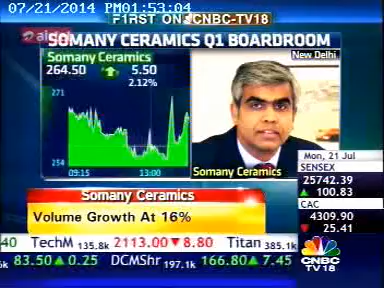 07/21/2014 PM01:53:04
airtel
FIRST ON CNBC-TV18
SOMANY CERAMICS Q1 BOARDROOM
Somany Ceramics
264.50 5.50
2.12%
271
254
09:15 13:00
New Delhi
Somany Ceramics
Mon, 21 Jul
SENSEX
25742.39
100.83
CAC
4309.90
25.41
Somany Ceramics
Volume Growth At 16%
40 TechM 135.8k 2113.00 ▼ 8.80 Titan 385.1k
83.50 ▲ 0.25 DCMShr 197.1k 166.80 ▲ 7.45
CNBC
TV18